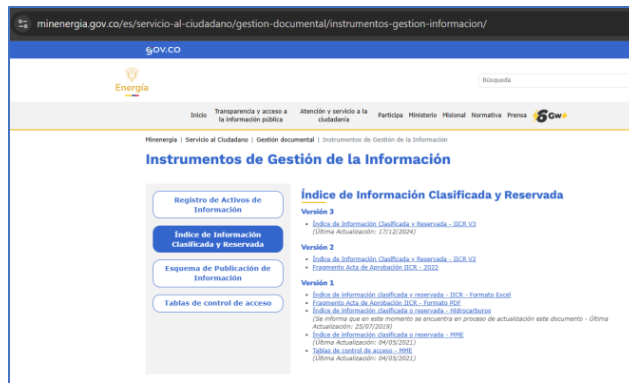 minenergia.gov.co/es/servicio-al-ciudadano/gestion-documental/instrumentos-gestion-informacion/
GOV.CO
Energía
Búsqueda
Inicio
Transparencia y acceso a
la información pública
Atención y servicio a la
ciudadanía
Participa
Ministerio
Misional
Normativa
Prensa
6GW+
Minenergia | Servicio al Ciudadano | Gestión documental | Instrumentos de Gestión de la Información
Instrumentos de Gestión de la Información
Registro de Activos de
Información
Índice de Información
Clasificada y Reservada
Esquema de Publicación de
Información
Tablas de control de acceso
Índice de Información Clasificada y Reservada
Versión 3
Índice de Información Clasificada y Reservada - IICR V3
(Última Actualización: 17/12/2024)
Versión 2
Índice de Información Clasificada y Reservada - IICR V2
Fragmento Acta de Aprobación IICR - 2022
Versión 1
Índice de información clasificada y reservada - IICR - Formato Excel
Fragmento Acta de Aprobación IICR - Formato PDF
Índice de información clasificada o reservada - Hidrocarburos
(Se informa que en este momento se encuentra en proceso de actualización este documento - Última
Actualización: 25/07/2019)
Índice de información clasificada o reservada - MME
(Última Actualización: 04/05/2021)
Tablas de control de acceso - MME
(Última Actualización: 04/05/2021)